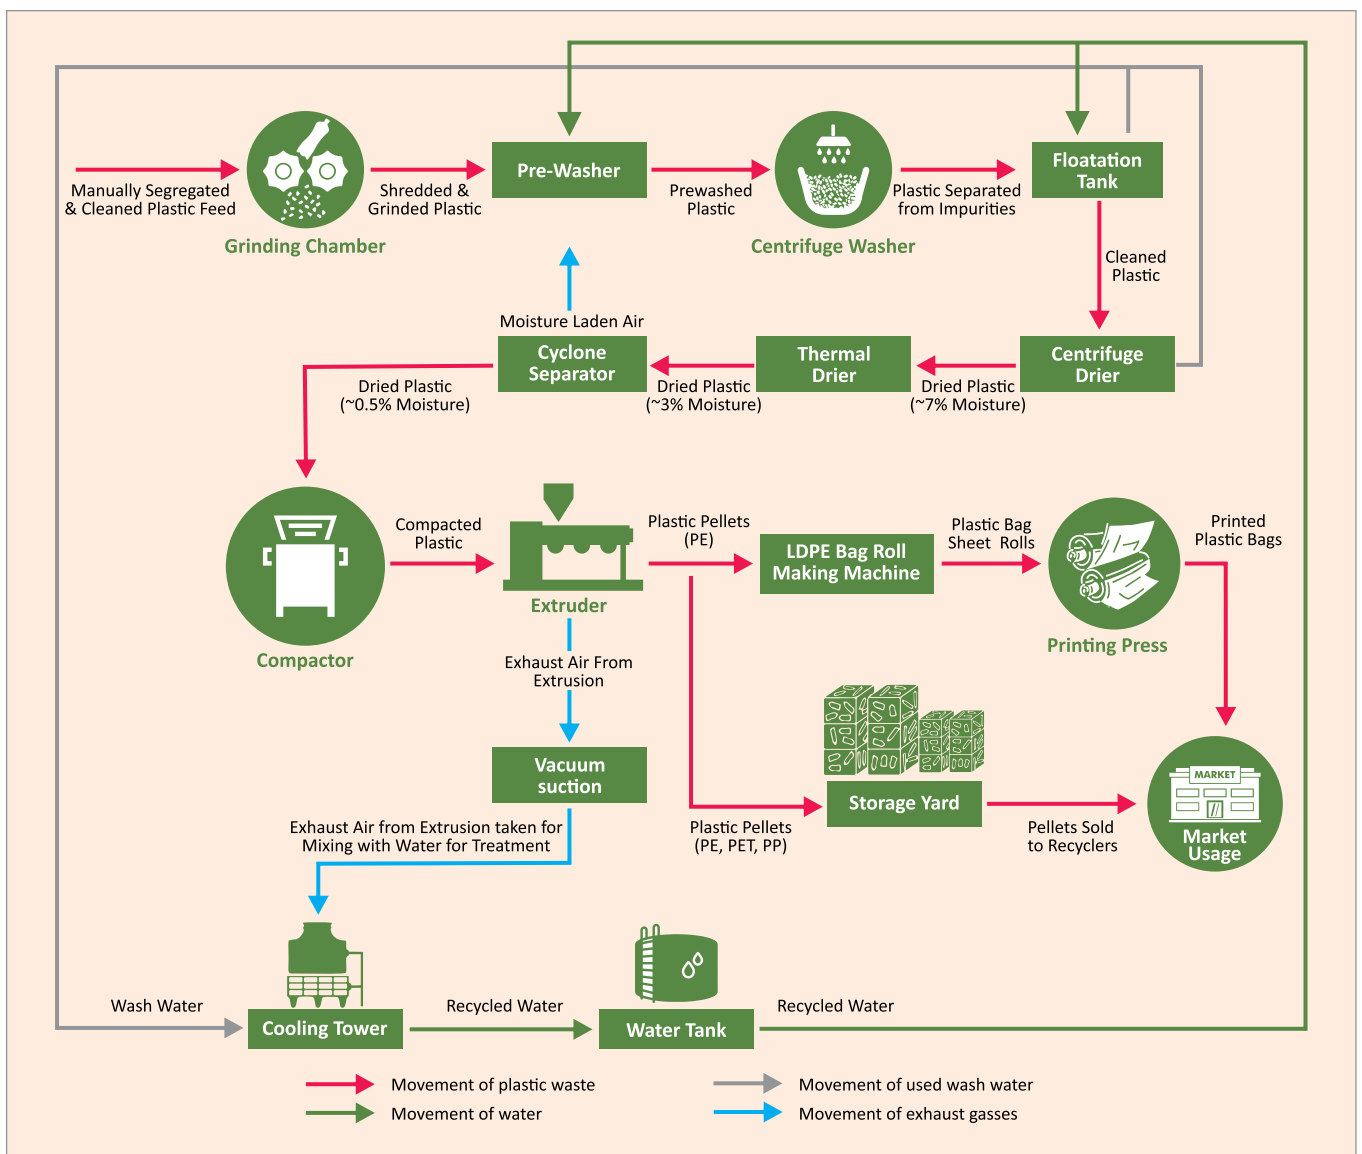 Manually Segregated
& Cleaned Plastic Feed
Grinding Chamber
Shredded &
Grinded Plastic
Pre-Washer
Prewashed
Plastic
Centrifuge Washer
Plastic Separated
from Impurities
Floatation
Tank
Cleaned
Plastic
Moisture Laden Air
Cyclone
Separator
Thermal
Drier
Centrifuge
Drier
Dried Plastic
(~0.5% Moisture)
Dried Plastic
(~3% Moisture)
Dried Plastic
(~7% Moisture)
Compactor
Compacted
Plastic
Extruder
Plastic Pellets
(PE)
LDPE Bag Roll
Making Machine
Plastic Bag
Sheet Rolls
Printing Press
Printed
Plastic Bags
Exhaust Air From
Extrusion
Vacuum
suction
Storage Yard
MARKET
Market
Usage
Exhaust Air from Extrusion taken for
Mixing with Water for Treatment
Plastic Pellets
(PE, PET, PP)
Pellets Sold
to Recyclers
Wash Water
Cooling Tower
Recycled Water
Water Tank
Recycled Water
Movement of plastic waste
Movement of used wash water
Movement of water
Movement of exhaust gasses